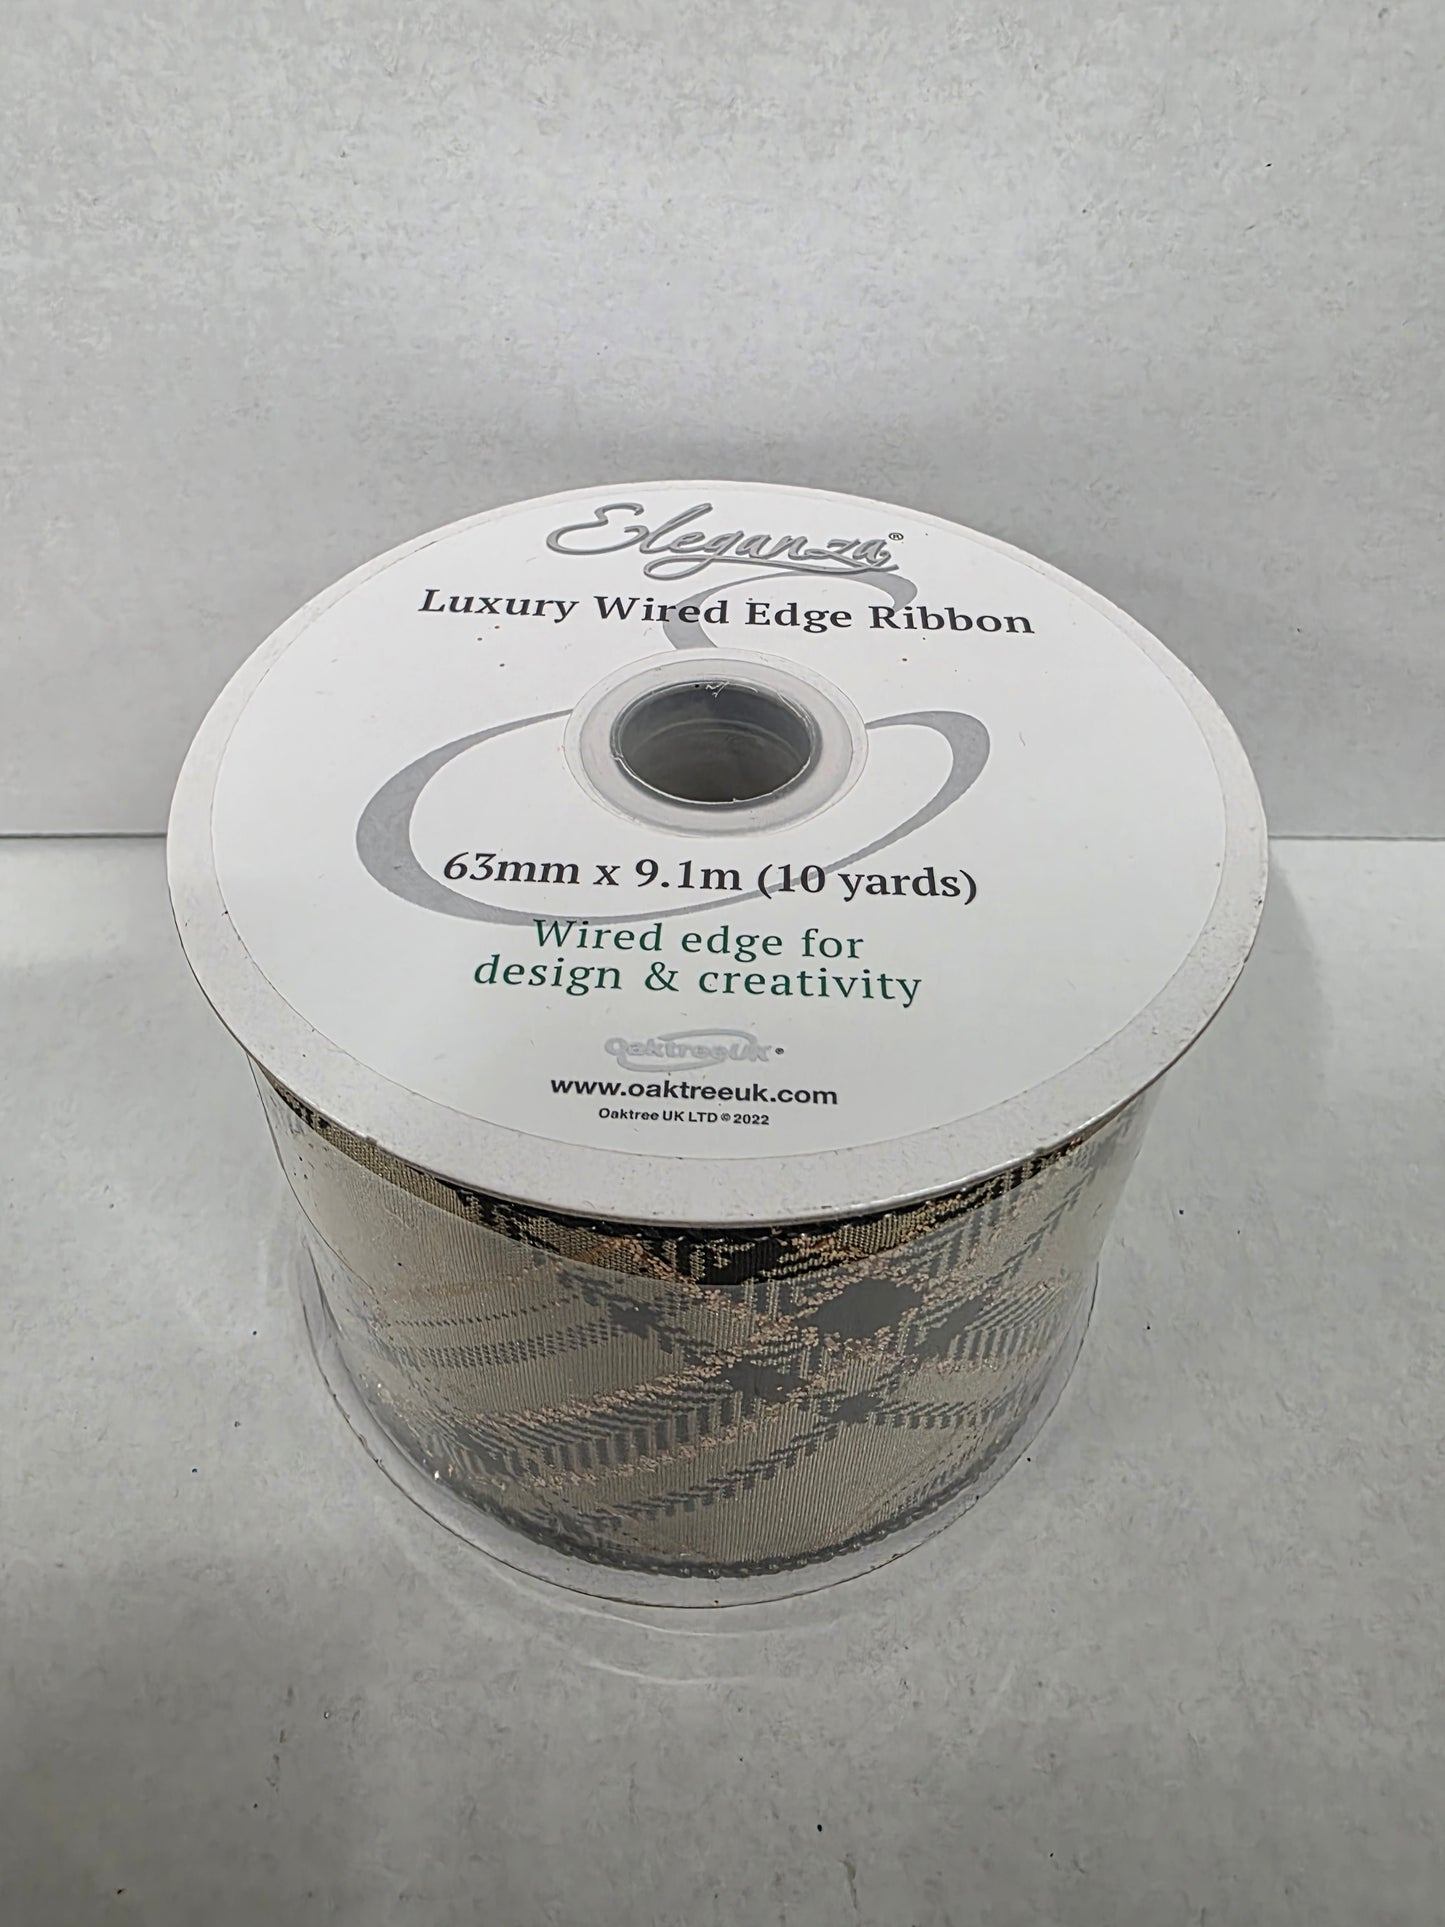 Eleganza®
Luxury Wired Edge Ribbon
63mm x 9.1m (10 yards)
Wired edge for
design & creativity
OaktreeUK®
www.oaktreeuk.com
Oaktree UK LTD © 2022